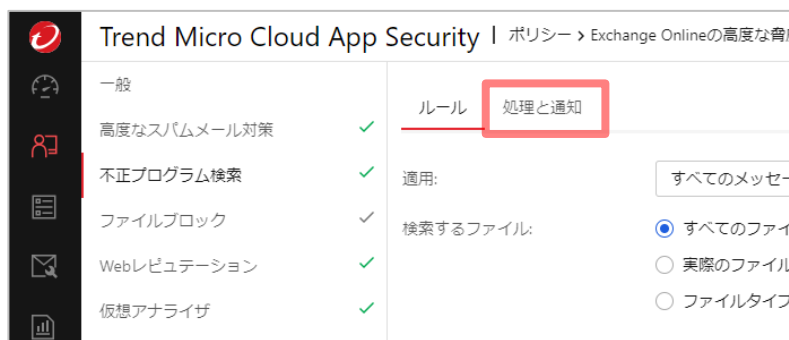 Trend Micro Cloud App Security | ポリシー > Exchange Onlineの高度な脅
一般
高度なスパムメール対策
不正プログラム検索
ファイルブロック
Webレピュテーション
仮想アナライザ
ルール 処理と通知
適用: すべてのメッセー
検索するファイル: すべてのファイ
実際のファイル
ファイルタイプ